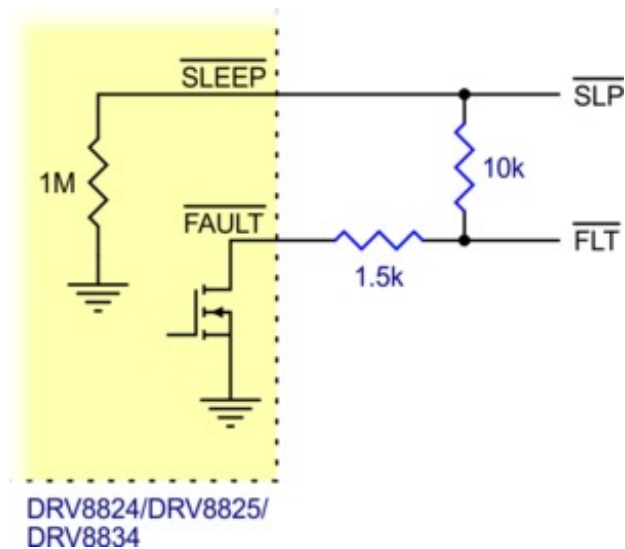 SLEEP
SLP
1M
10k
FAULT
FLT
1.5k
DRV8824/DRV8825/
DRV8834